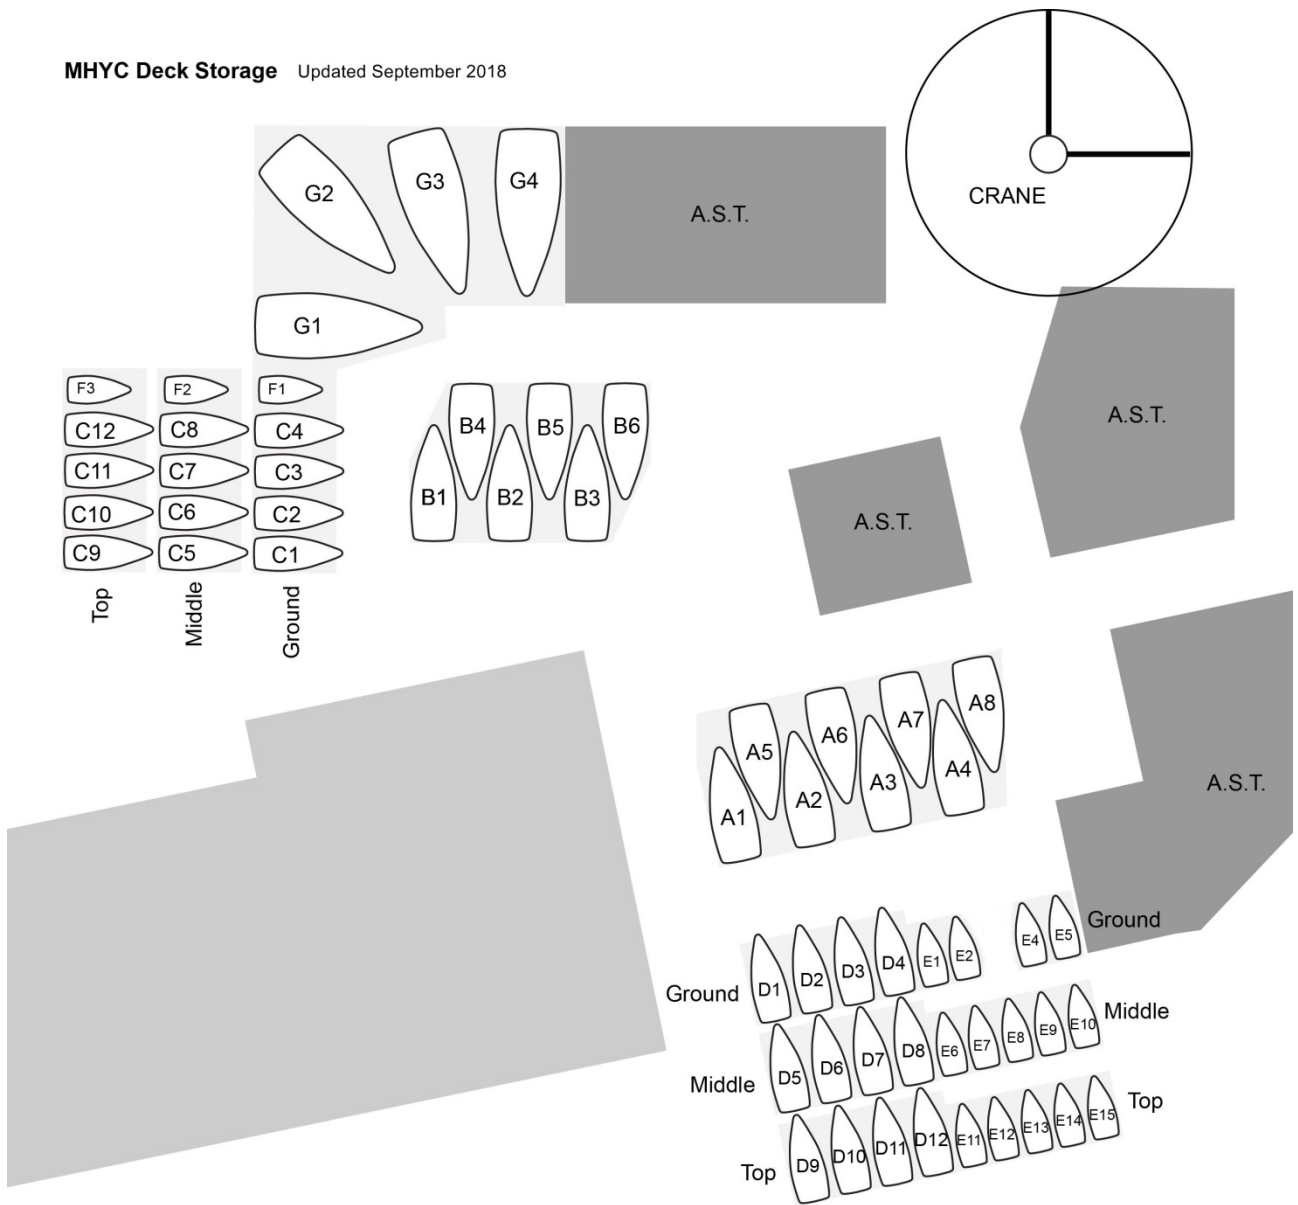 MHYC Deck Storage Updated September 2018
CRANE
G2
G3
G4
A.S.T.
G1
F3
F2
F1
C12
C8
C4
C11
C7
C3
C10
C6
C2
C9
C5
C1
Top
Middle
Ground
B4
B5
B6
B1
B2
B3
A.S.T.
A.S.T.
A.S.T.
A5
A6
A7
A8
A1
A2
A3
A4
Ground
D1
D2
D3
D4
E1
E2
E4
E5
Ground
Middle
D5
D6
D7
D8
E6
E7
E8
E9
E10
Middle
Top
D9
D10
D11
D12
E11
E12
E13
E14
E15
Top